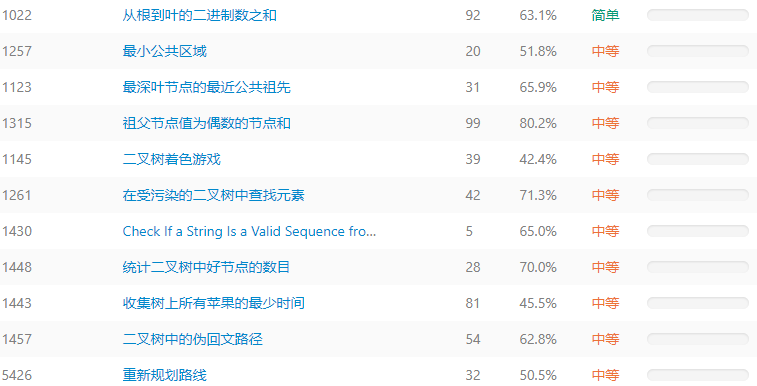 1022 从根到叶的二进制数之和 92 63.1% 简单
1257 最小公共区域 20 51.8% 中等
1123 最深叶节点的最近公共祖先 31 65.9% 中等
1315 祖父节点值为偶数的节点和 99 80.2% 中等
1145 二叉树着色游戏 39 42.4% 中等
1261 在受污染的二叉树中查找元素 42 71.3% 中等
1430 Check If a String Is a Valid Sequence fro... 5 65.0% 中等
1448 统计二叉树中好节点的数目 28 70.0% 中等
1443 收集树上所有苹果的最少时间 81 45.5% 中等
1457 二叉树中的伪回文路径 54 62.8% 中等
5426 重新规划路线 32 50.5% 中等